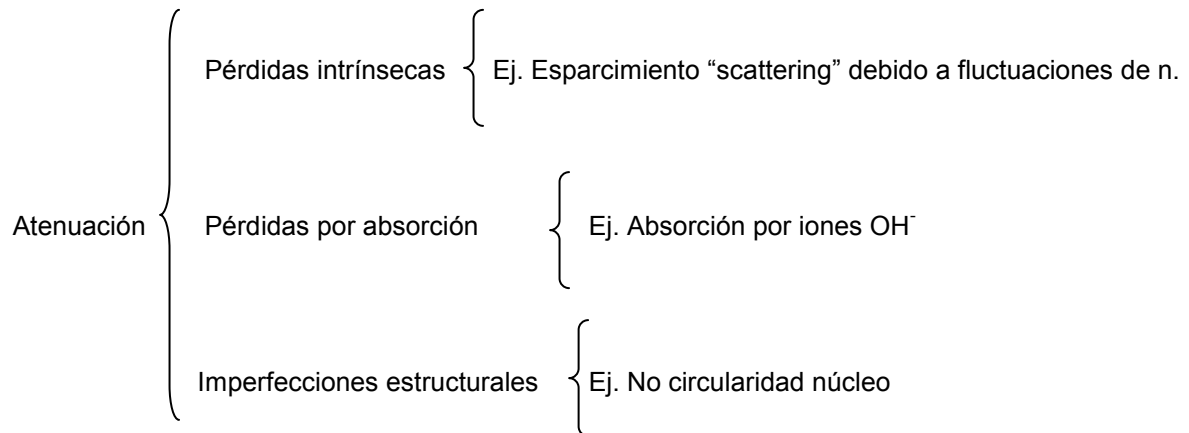 Pérdidas intrínsecas Ej. Esparcimiento “scattering” debido a fluctuaciones de n.
Atenuación Pérdidas por absorción Ej. Absorción por iones OH⁻
Imperfecciones estructurales Ej. No circularidad núcleo